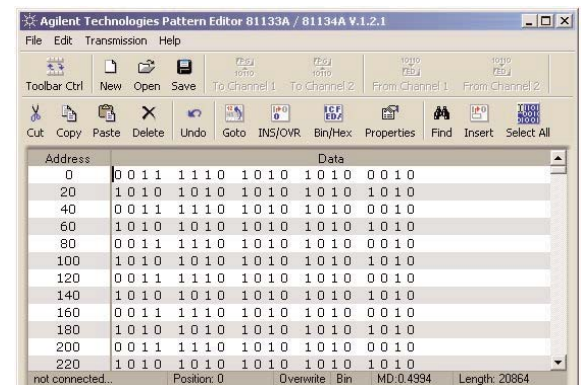 Agilent Technologies Pattern Editor 81133A / 81134A V.1.2.1
File Edit Transmission Help
Toolbar Ctrl New Open Save To Channel 1 To Channel 2 From Channel 1 From Channel 2
Cut Copy Paste Delete Undo Goto INS/OVR Bin/Hex Properties Find Insert Select All
Address Data
0 0 0 1 1 1 1 1 0 1 0 1 0 1 0 1 0 0 0 1 0
20 1 0 1 0 1 0 1 0 1 0 1 0 1 0 1 0 1 0 1 0
40 0 0 1 1 1 1 1 0 1 0 1 0 1 0 1 0 0 0 1 0
60 1 0 1 0 1 0 1 0 1 0 1 0 1 0 1 0 1 0 1 0
80 0 0 1 1 1 1 1 0 1 0 1 0 1 0 1 0 0 0 1 0
100 1 0 1 0 1 0 1 0 1 0 1 0 1 0 1 0 1 0 1 0
120 0 0 1 1 1 1 1 0 1 0 1 0 1 0 1 0 0 0 1 0
140 1 0 1 0 1 0 1 0 1 0 1 0 1 0 1 0 1 0 1 0
160 0 0 1 1 1 1 1 0 1 0 1 0 1 0 1 0 0 0 1 0
180 1 0 1 0 1 0 1 0 1 0 1 0 1 0 1 0 1 0 1 0
200 0 0 1 1 1 1 1 0 1 0 1 0 1 0 1 0 0 0 1 0
220 1 0 1 0 1 0 1 0 1 0 1 0 1 0 1 0 1 0 1 0
not connected... Position: 0 Overwrite Bin MD:0.4994 Length: 20864